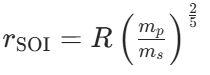 r_SOI = R (m_p / m_s)^(2/5)